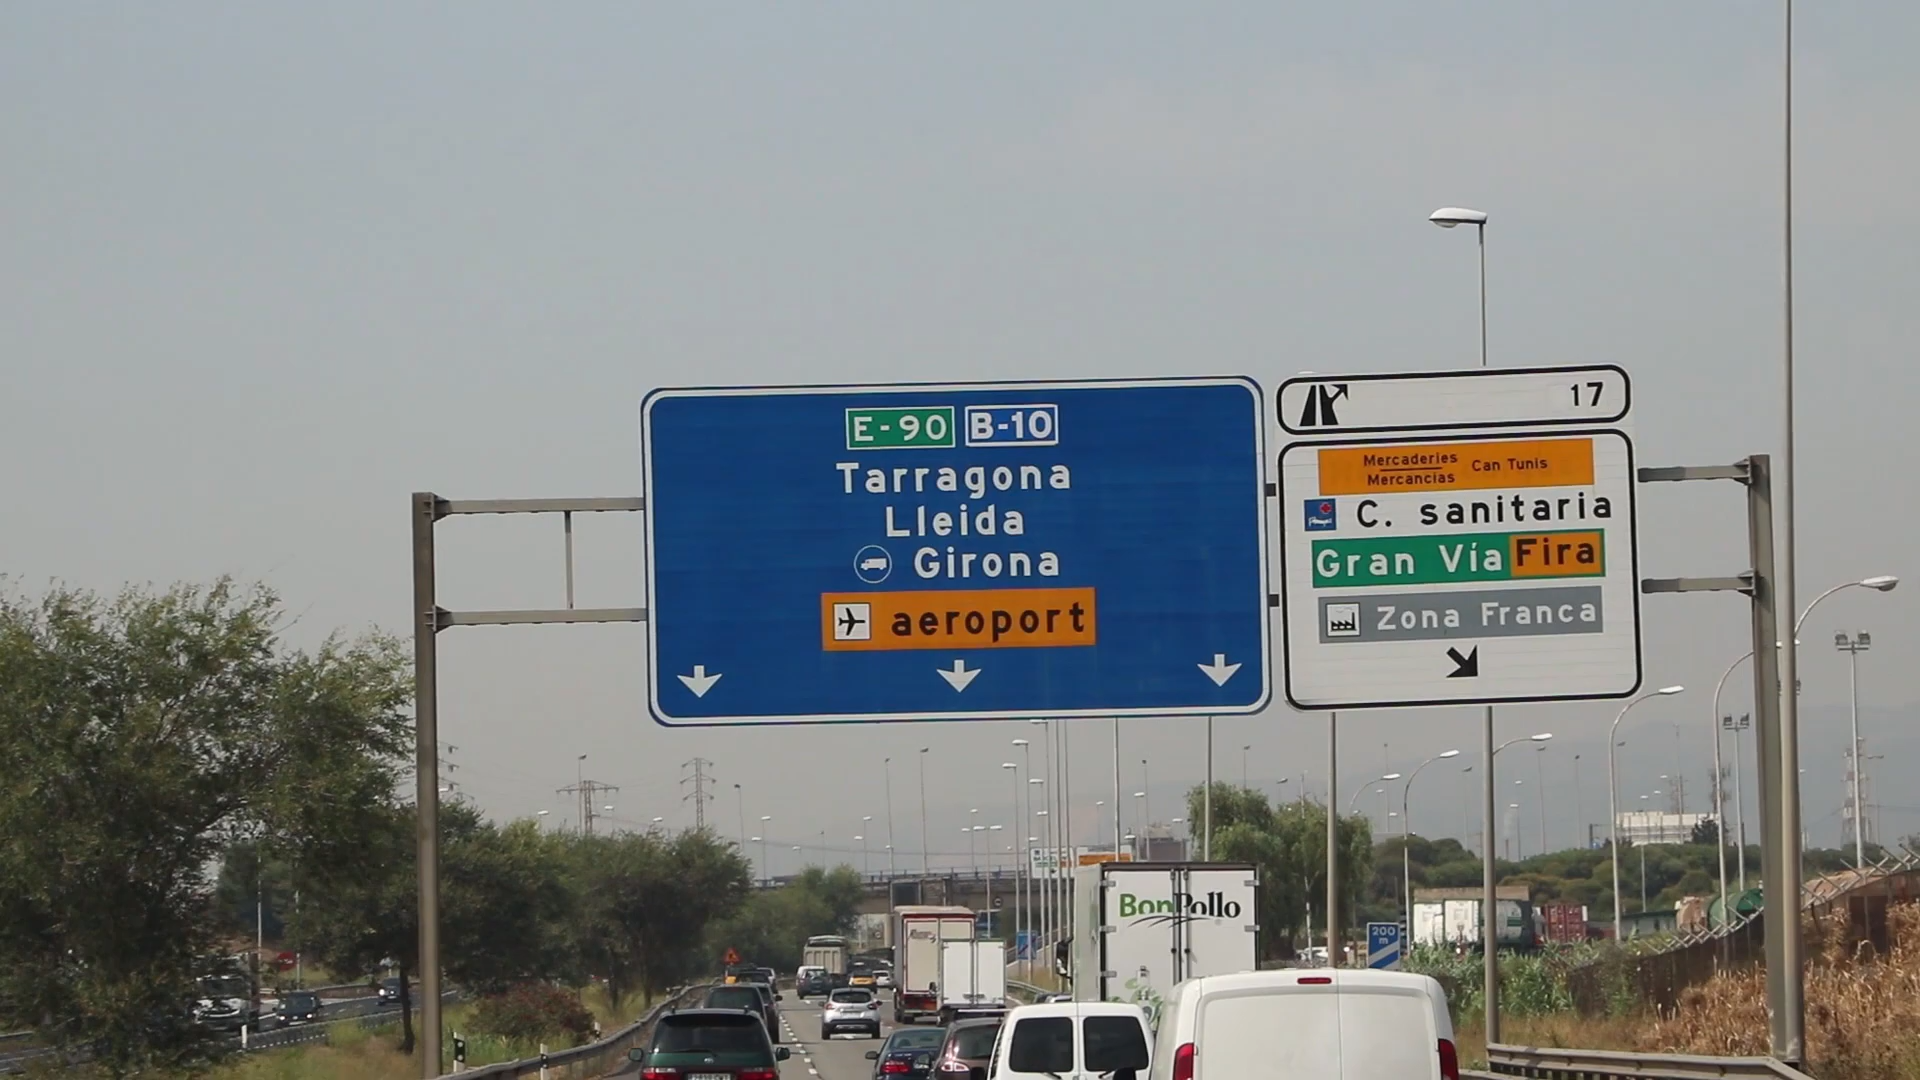 E-90 B-10
Tarragona
Lleida
Girona
aeroport
17
Mercaderies
Mercancias
Can Tunis
C. sanitaria
Gran Vía Fira
Zona Franca
BonPollo
200
m